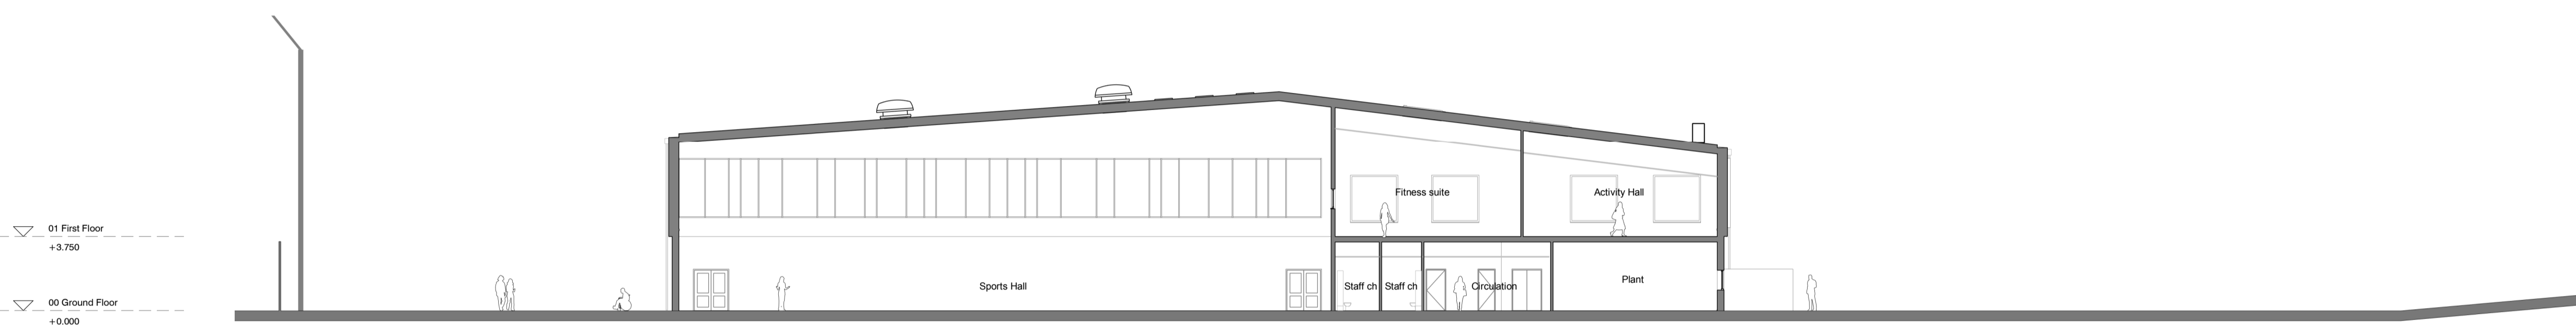 Fitness suite
Activity Hall
01 First Floor
+3.750
Sports Hall
Staff ch
Staff ch
Circulation
Plant
00 Ground Floor
+0.000